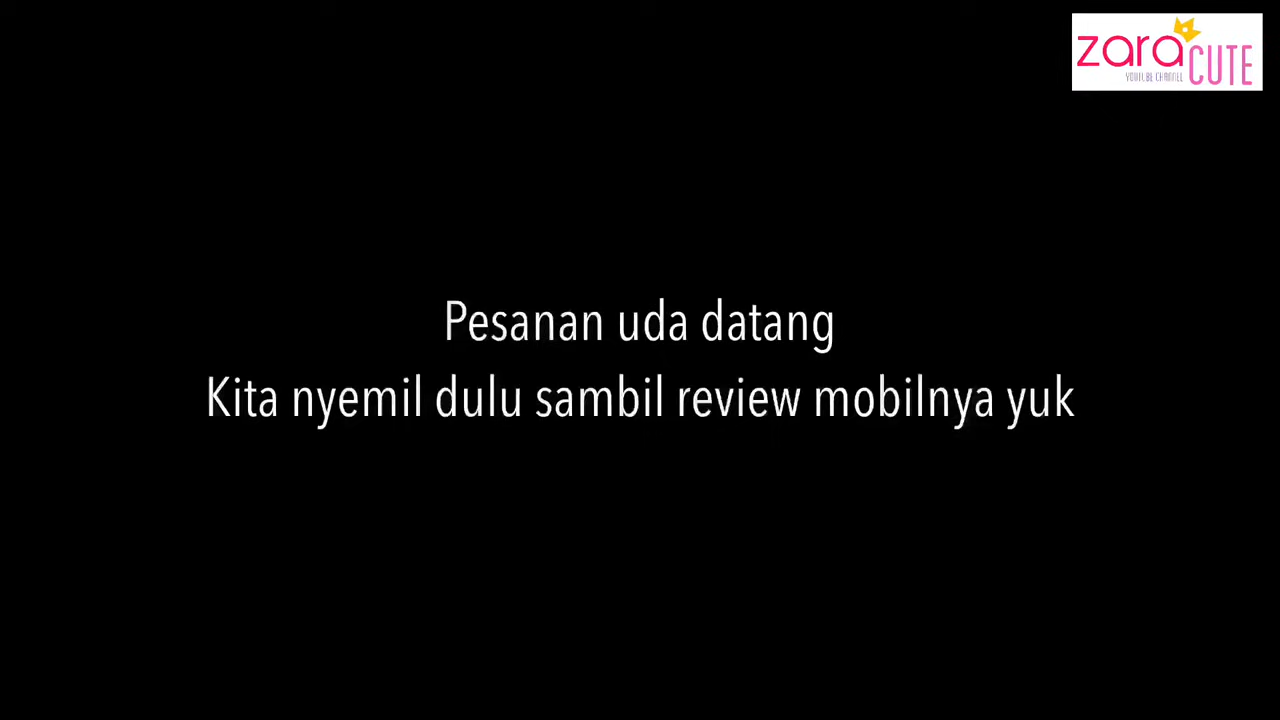 zara CUTE
YOUTUBE CHANNEL
Pesanan uda datang
Kita nyemil dulu sambil review mobilnya yuk